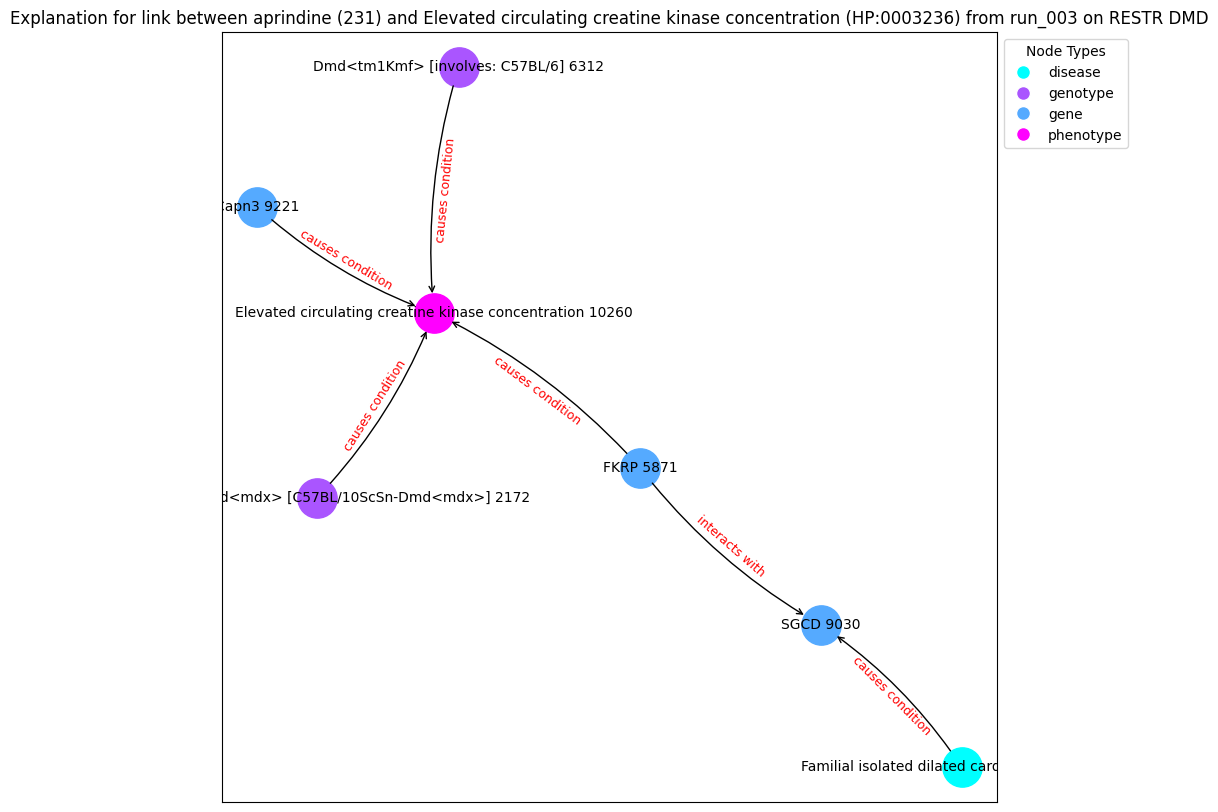 Explanation for link between aprindine (231) and Elevated circulating creatine kinase concentration (HP:0003236) from run_003 on RESTR DMD
Node Types
disease
genotype
gene
phenotype
Dmd<tm1Kmf> [involves: C57BL/6] 6312
causes condition
apn3 9221
causes condition
Elevated circulating creatine kinase concentration 10260
causes condition
causes condition
FKRP 5871
d<mdx> [C57BL/10ScSn-Dmd<mdx>] 2172
interacts with
SGCD 9030
causes condition
Familial isolated dilated card